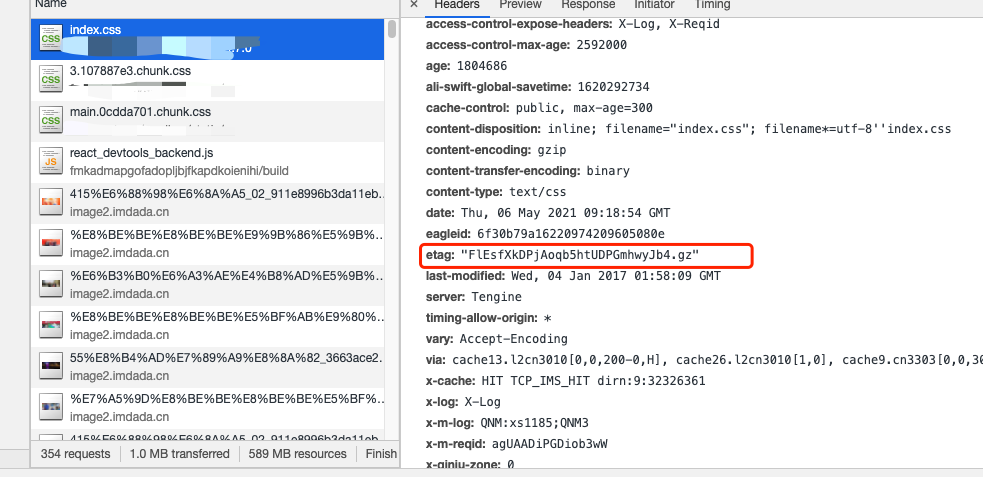 Name
index.css
3.107887e3.chunk.css
main.0cdda701.chunk.css
react_devtools_backend.js
fmkadmapgofadopljbjfkapdkoienihi/build
415%E6%88%98%E6%8A%A5_02_911e8996b3da11eb…
image2.imdada.cn
%E8%BE%BE%E8%BE%BE%E9%9B%86%E5%9B%…
image2.imdada.cn
%E6%B3%B0%E6%A3%AE%E4%B8%AD%E5%9B%…
image2.imdada.cn
%E8%BE%BE%E8%BE%BE%E5%BF%AB%E9%80%…
image2.imdada.cn
55%E8%B4%AD%E7%89%A9%E8%8A%82_3663ace2…
image2.imdada.cn
%E7%A5%9D%E8%BE%BE%E8%BE%BE%E5%BF%…
image2.imdada.cn
415%E6%88%98%E6%8A%A5_02_911e8996b3da11eb
354 requests 1.0 MB transferred 589 MB resources Finish
× Headers Preview Response Initiator Timing
access-control-expose-headers: X-Log, X-Reqid
access-control-max-age: 2592000
age: 1804686
ali-swift-global-savetime: 1620292734
cache-control: public, max-age=300
content-disposition: inline; filename="index.css"; filename*=utf-8''index.css
content-encoding: gzip
content-transfer-encoding: binary
content-type: text/css
date: Thu, 06 May 2021 09:18:54 GMT
eagleid: 6f30b79a16220974209605080e
etag: "FlEsfXkDPjAoqb5htUDPGmhwyJb4.gz"
last-modified: Wed, 04 Jan 2017 01:58:09 GMT
server: Tengine
timing-allow-origin: *
vary: Accept-Encoding
via: cache13.l2cn3010[0,0,200-0,H], cache26.l2cn3010[1,0], cache9.cn3303[0,0,30
x-cache: HIT TCP_IMS_HIT dirn:9:32326361
x-log: X-Log
x-m-log: QNM:xs1185;QNM3
x-m-reqid: agUAADiPGDiob3wW
x-qiniu-zone: 0